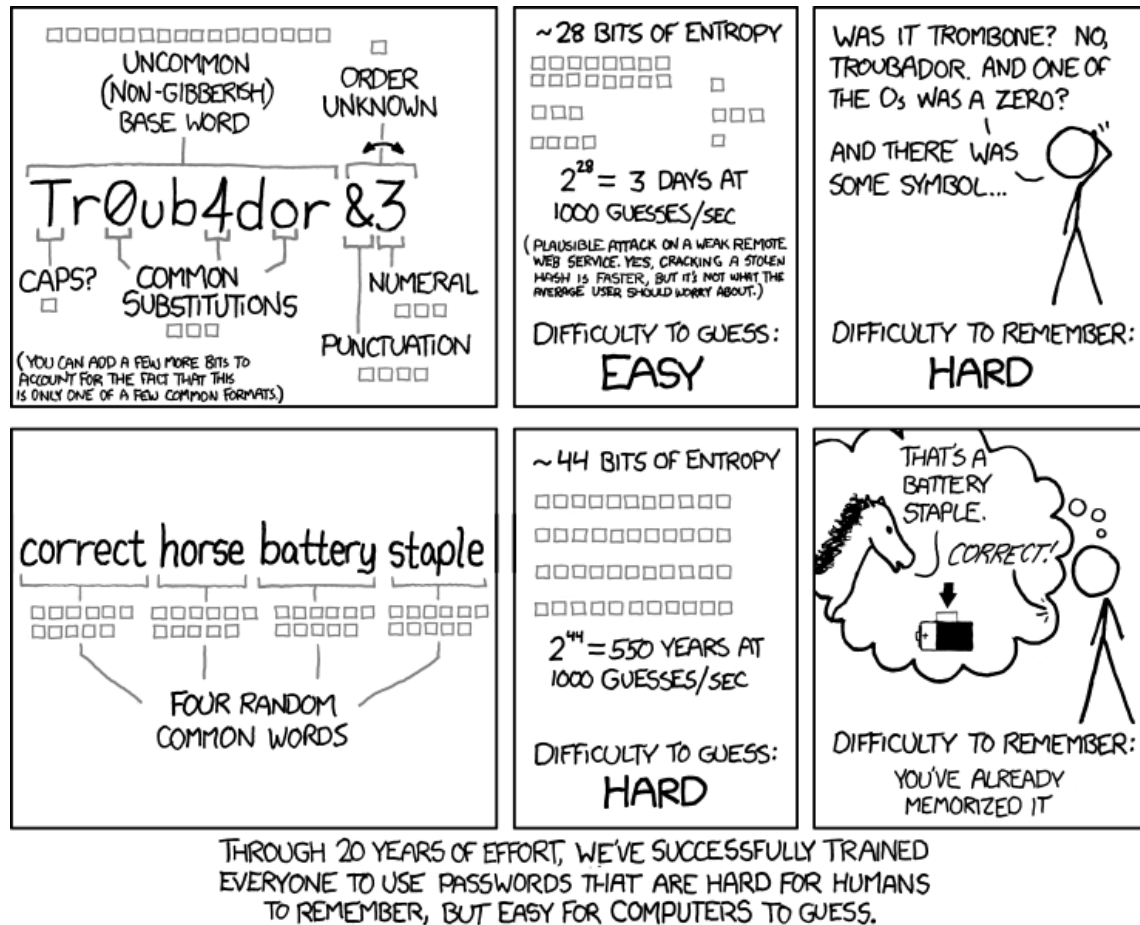 UNCOMMON
(NON-GIBBERISH)
BASE WORD
ORDER
UNKNOWN
Tr0ub4dor &3
CAPS?
COMMON
SUBSTITUTIONS
NUMERAL
PUNCTUATION
(YOU CAN ADD A FEW MORE BITS TO
ACCOUNT FOR THE FACT THAT THIS
IS ONLY ONE OF A FEW COMMON FORMATS.)
~28 BITS OF ENTROPY
2^28 = 3 DAYS AT
1000 GUESSES/SEC
(PLAUSIBLE ATTACK ON A WEAK REMOTE
WEB SERVICE. YES, CRACKING A STOLEN
HASH IS FASTER, BUT IT'S NOT WHAT THE
AVERAGE USER SHOULD WORRY ABOUT.)
DIFFICULTY TO GUESS:
EASY
WAS IT TROMBONE? NO,
TROUBADOR. AND ONE OF
THE Os WAS A ZERO?
AND THERE WAS
SOME SYMBOL...
DIFFICULTY TO REMEMBER:
HARD
correct horse battery staple
FOUR RANDOM
COMMON WORDS
~44 BITS OF ENTROPY
2^44 = 550 YEARS AT
1000 GUESSES/SEC
DIFFICULTY TO GUESS:
HARD
THAT'S A
BATTERY
STAPLE.
CORRECT!
+
DIFFICULTY TO REMEMBER:
YOU'VE ALREADY
MEMORIZED IT
THROUGH 20 YEARS OF EFFORT, WE'VE SUCCESSFULLY TRAINED
EVERYONE TO USE PASSWORDS THAT ARE HARD FOR HUMANS
TO REMEMBER, BUT EASY FOR COMPUTERS TO GUESS.